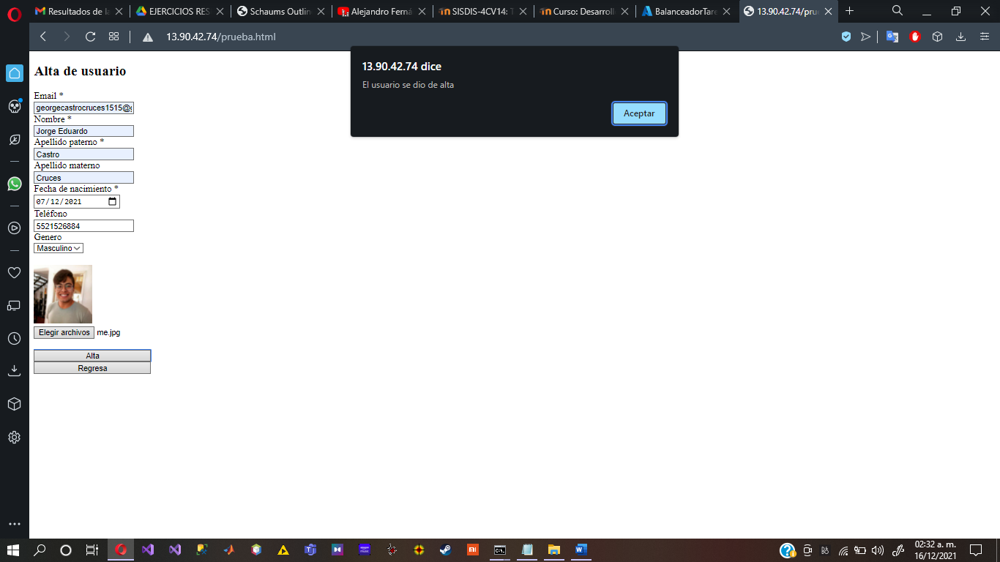 Resultados de la
EJERCICIOS RES
Schaums Outlin
Alejandro Ferná
SISDIS-4CV14: T
Curso: Desarroll
BalanceadorTare
13.90.42.74/prue
13.90.42.74/prueba.html
13.90.42.74 dice
El usuario se dio de alta
Aceptar
Alta de usuario
Email *
georgecastrocruces1515@g
Nombre *
Jorge Eduardo
Apellido paterno *
Castro
Apellido materno
Cruces
Fecha de nacimiento *
07/12/2021
Teléfono
5521526884
Genero
Masculino
Elegir archivos me.jpg
Alta
Regresa
02:32 a. m.
16/12/2021